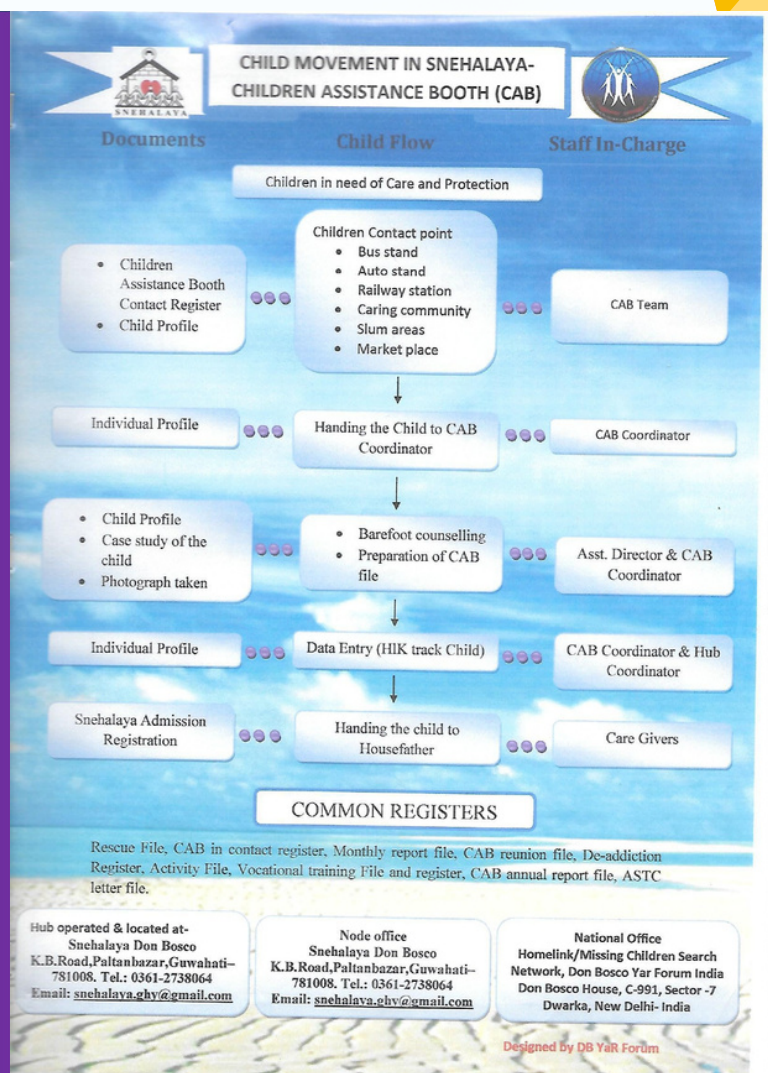 SNEHALAYA
CHILD MOVEMENT IN SNEHALAYA-
CHILDREN ASSISTANCE BOOTH (CAB)
Documents
Child Flow
Staff In-Charge
Children in need of Care and Protection
• Children
Assistance Booth
Contact Register
• Child Profile
Children Contact point
• Bus stand
• Auto stand
• Railway station
• Caring community
• Slum areas
• Market place
CAB Team
Individual Profile
Handing the Child to CAB
Coordinator
CAB Coordinator
• Child Profile
• Case study of the
child
• Photograph taken
• Barefoot counselling
• Preparation of CAB
file
Asst. Director & CAB
Coordinator
Individual Profile
Data Entry (HIK track Child)
CAB Coordinator & Hub
Coordinator
Snehalaya Admission
Registration
Handing the child to
Housefather
Care Givers
COMMON REGISTERS
Rescue File, CAB in contact register, Monthly report file, CAB reunion file, De-addiction
Register, Activity File, Vocational training File and register, CAB annual report file, ASTC
letter file.
Hub operated & located at-
Snehalaya Don Bosco
K.B.Road,Paltanbazar,Guwahati–
781008. Tel.: 0361-2738064
Email: snehalaya.ghy@gmail.com
Node office
Snehalaya Don Bosco
K.B.Road,Paltanbazar,Guwahati–
781008. Tel.: 0361-2738064
Email: snehalaya.ghy@gmail.com
National Office
Homelink/Missing Children Search
Network, Don Bosco Yar Forum India
Don Bosco House, C-991, Sector -7
Dwarka, New Delhi- India
Designed by DB YaR Forum